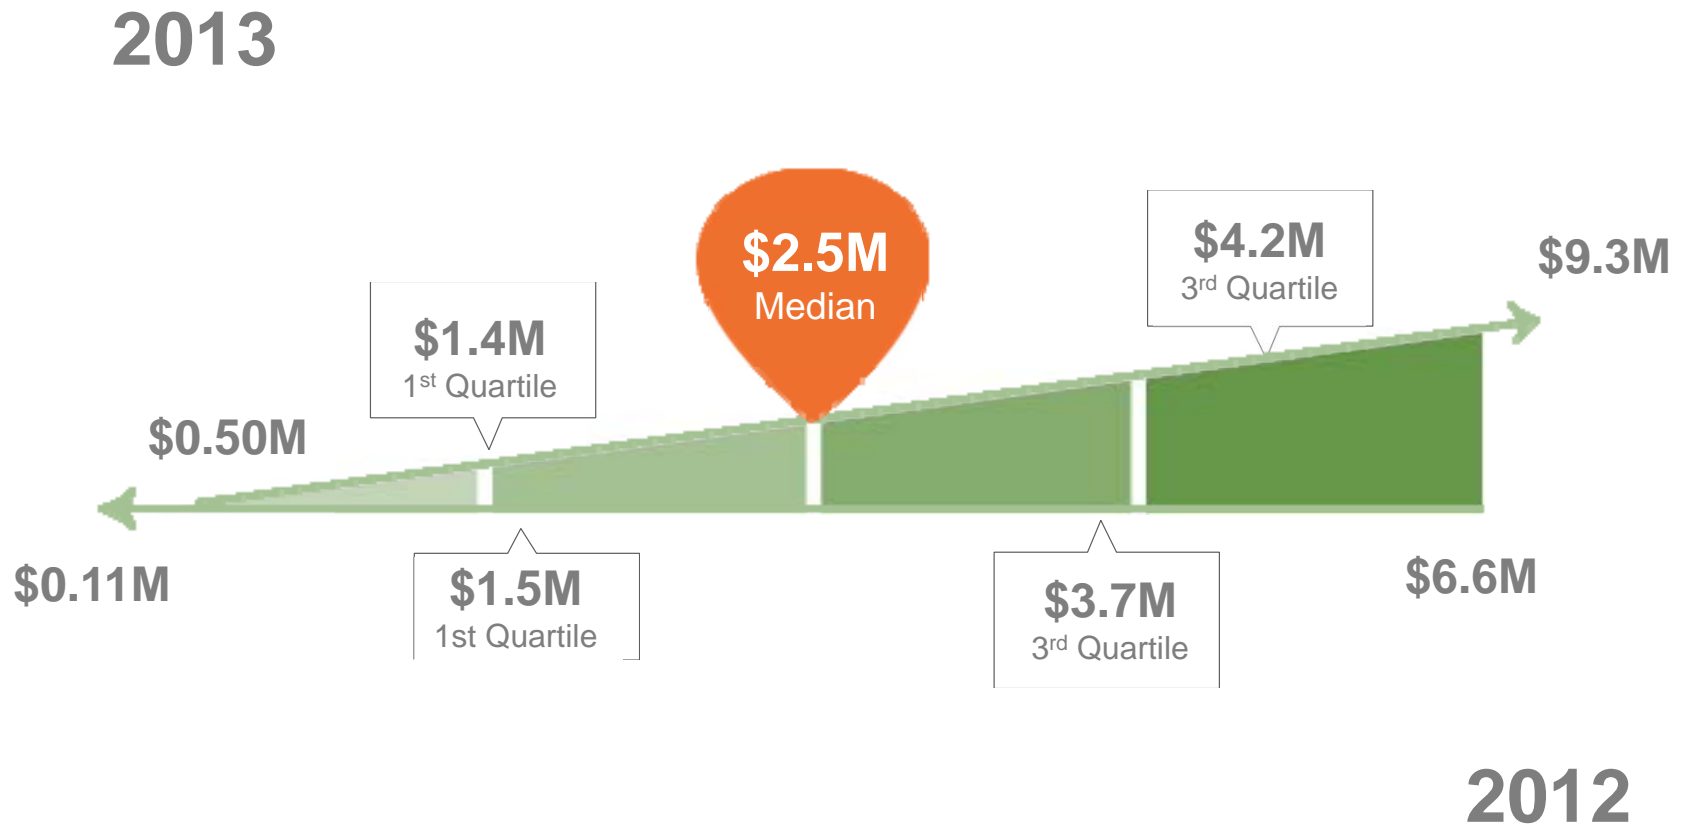 2013
$2.5M
Median
$4.2M
3rd Quartile
$9.3M
$1.4M
1st Quartile
$0.50M
$0.11M
$1.5M
1st Quartile
$3.7M
3rd Quartile
$6.6M
2012